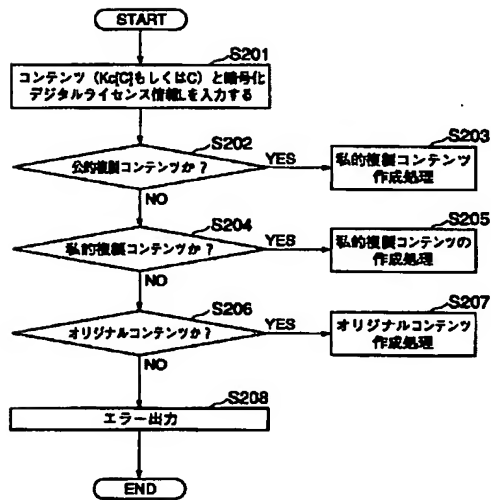 START
S201
コンテンツ（Kc[C]もしくはC）と暗号化
デジタルライセンス情報Lを入力する
S202
公的複製コンテンツか？
YES
S203
私的複製コンテンツ
作成処理
NO
S204
私的複製コンテンツか？
YES
S205
私的複製コンテンツの
作成処理
NO
S206
オリジナルコンテンツか？
YES
S207
オリジナルコンテンツ
作成処理
NO
S208
エラー出力
END